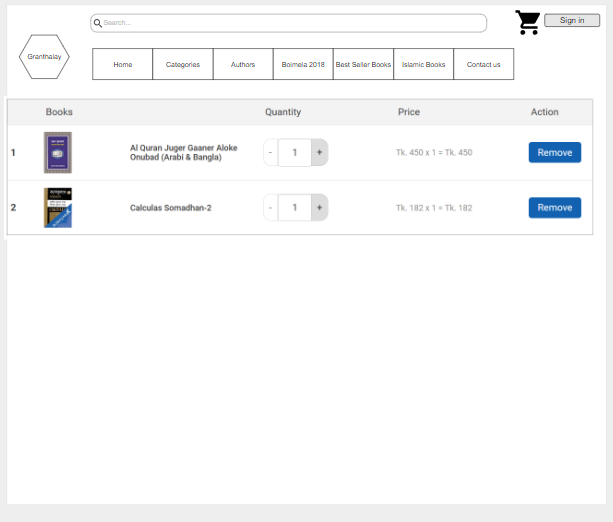 Search...
Sign in
Granthalay
Home
Categories
Authors
Boimela 2018
Best Seller Books
Islamic Books
Contact us
Books Quantity Price Action
1
Al Quran Juger Gaaner Aloke
Onubad (Arabi & Bangla)
- 1 +
Tk. 450 x 1 = Tk. 450
Remove
2
Calculas Somadhan-2
- 1 +
Tk. 182 x 1 = Tk. 182
Remove